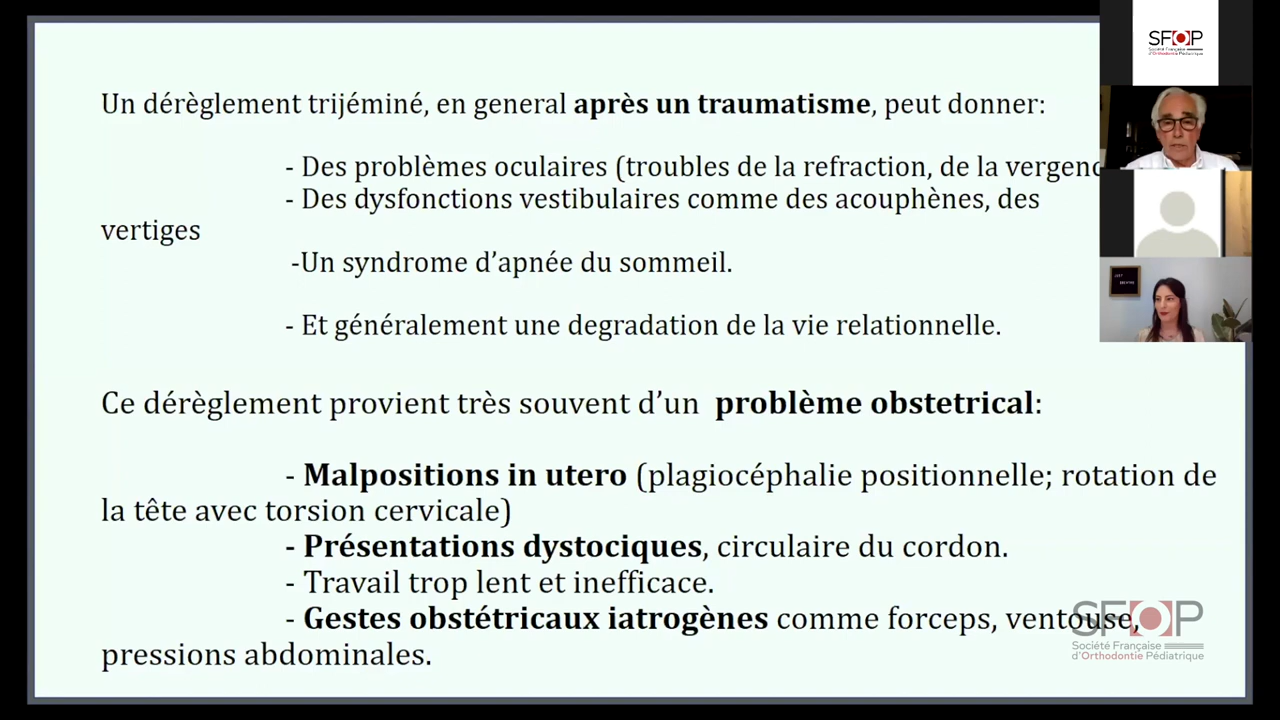 Un dérèglement trijéminé, en general après un traumatisme, peut donner:
- Des problèmes oculaires (troubles de la refraction, de la
- Des dysfonctions vestibulaires comme des acouphènes, des
vertiges
-Un syndrome d’apnée du sommeil.
- Et généralement une degradation de la vie relationnelle.
Ce dérèglement provient très souvent d’un problème obstetrical:
- Malpositions in utero (plagiocéphalie positionnelle; rotation de
la tête avec torsion cervicale)
- Présentations dystociques, circulaire du cordon.
- Travail trop lent et inefficace.
- Gestes obstétricaux iatrogènes comme forceps, ventouse,
pressions abdominales.
SFOP
Société Française
d’Orthodontie Pédiatrique
SFOP
Société Française
d’Orthodontie Pédiatrique